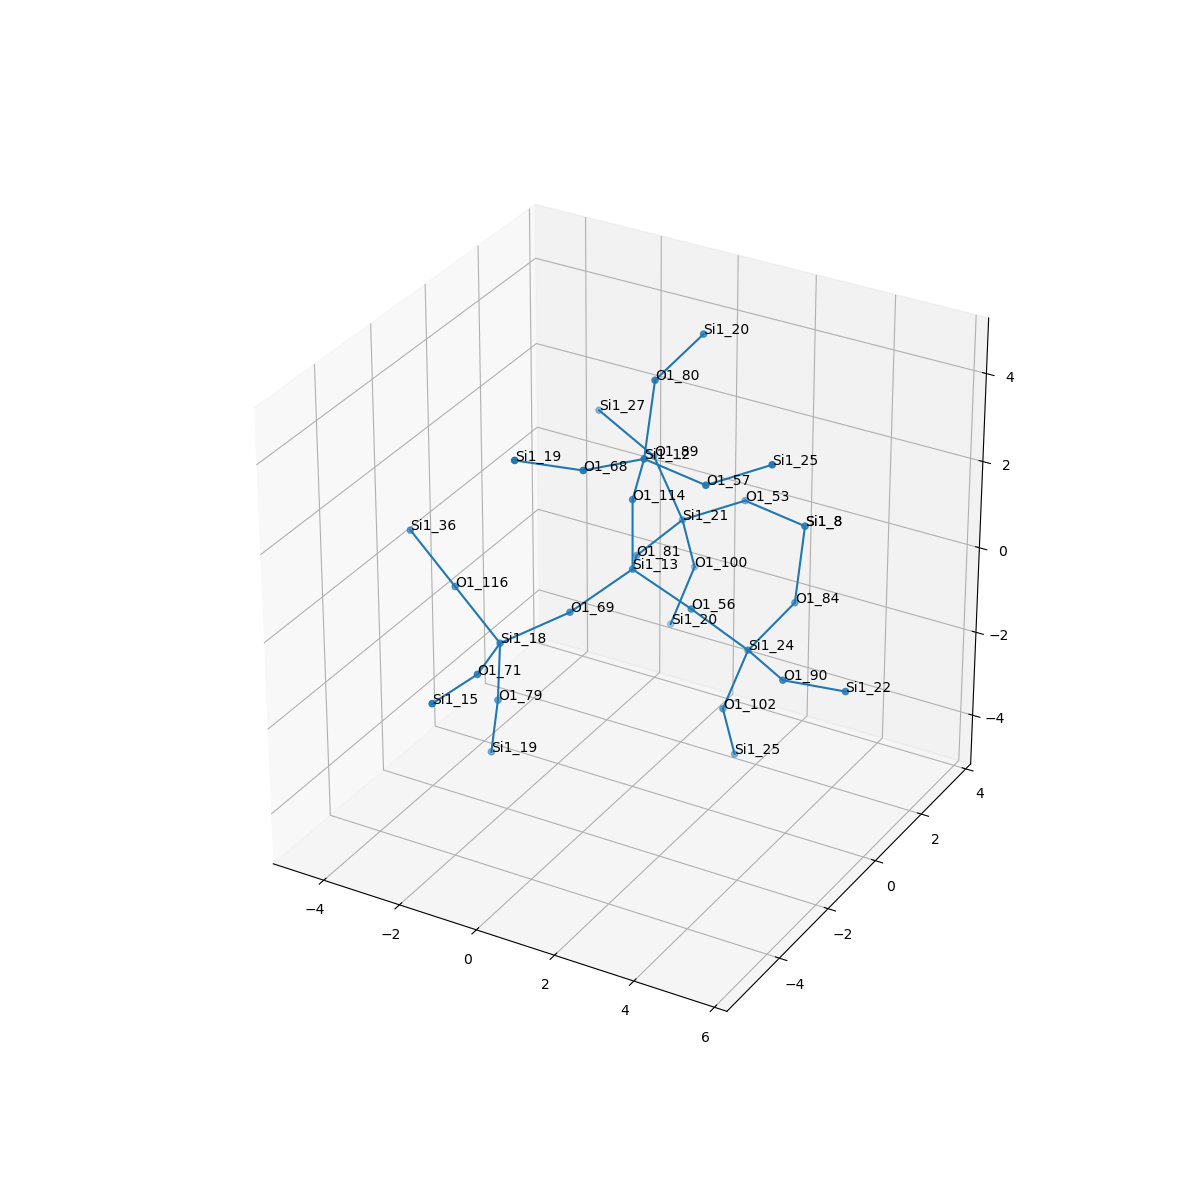 Si1_20
O1_80
Si1_27
O1_89
Si1_12
Si1_19
O1_68
Si1_25
O1_57
O1_114
O1_53
Si1_21
Si1_8
Si1_36
O1_81
Si1_13
O1_100
O1_116
O1_69
O1_56
O1_84
Si1_20
Si1_18
Si1_24
O1_71
O1_90
Si1_22
Si1_15
O1_79
O1_102
Si1_19
Si1_25
4
2
0
−2
−4
4
2
0
−2
−4
−4
−2
0
2
4
6